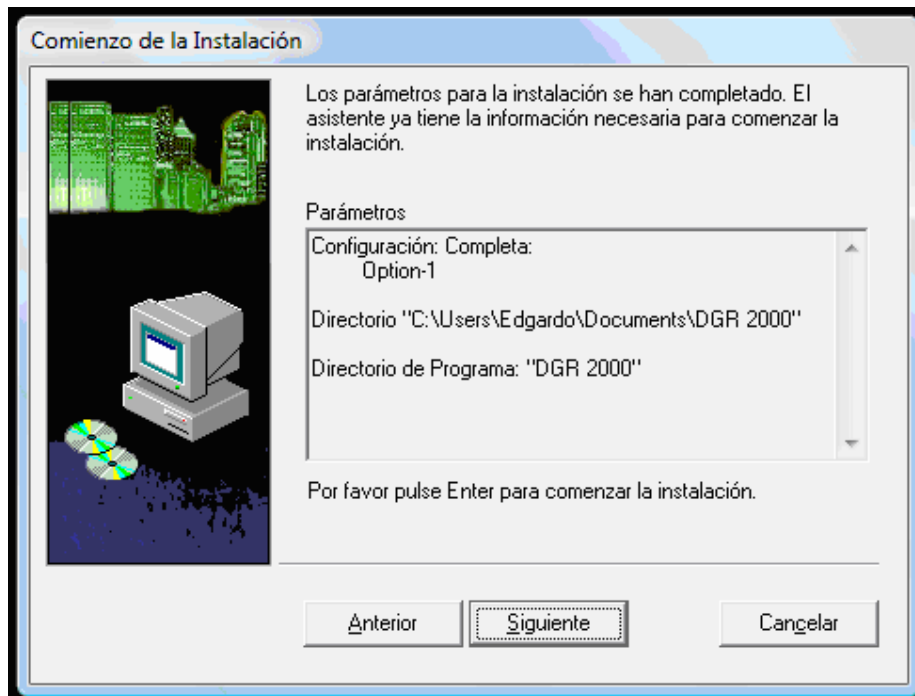 Comienzo de la Instalación
Los parámetros para la instalación se han completado. El
asistente ya tiene la información necesaria para comenzar la
instalación.
Parámetros
Configuración: Completa:
Option-1
Directorio "C:\Users\Edgardo\Documents\DGR 2000"
Directorio de Programa: "DGR 2000"
Por favor pulse Enter para comenzar la instalación.
Anterior
Siguiente
Cancelar